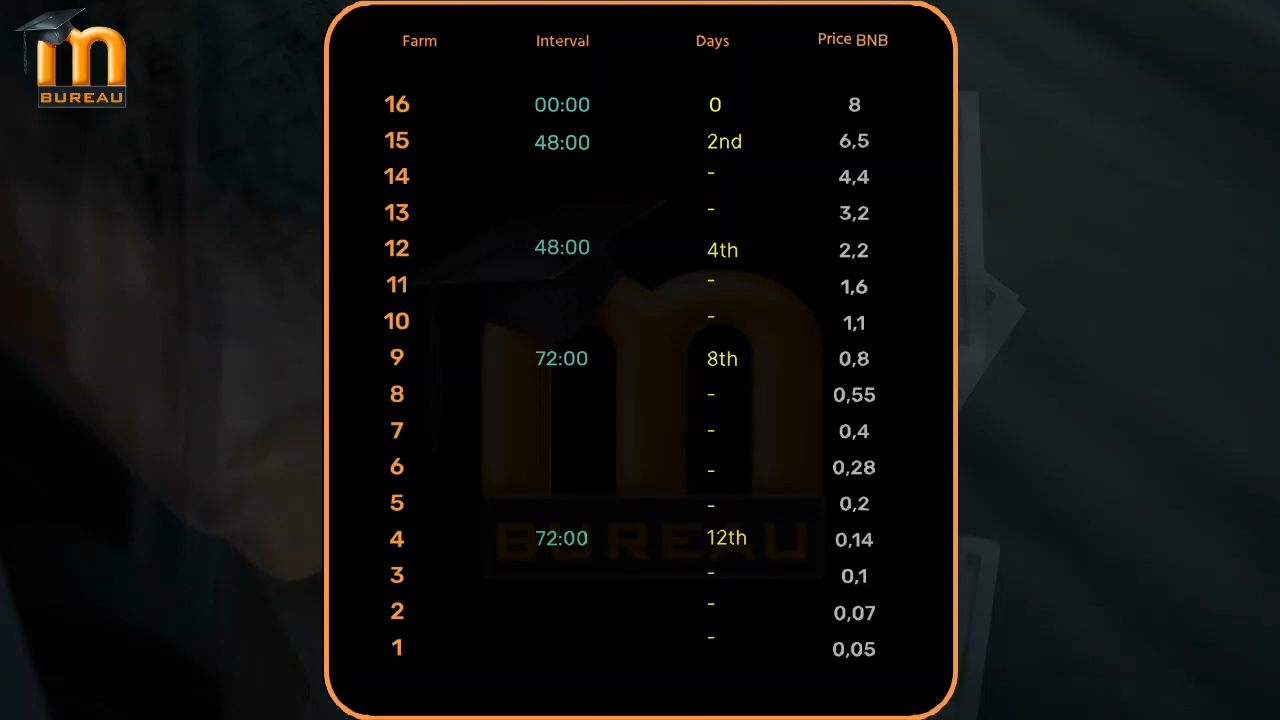 BUREAU
Farm Interval Days Price BNB
16 00:00 0 8
15 48:00 2nd 6,5
14 - 4,4
13 - 3,2
12 48:00 4th 2,2
11 - 1,6
10 - 1,1
9 72:00 8th 0,8
8 - 0,55
7 - 0,4
6 - 0,28
5 - 0,2
4 72:00 12th 0,14
3 - 0,1
2 - 0,07
1 - 0,05
BUREAU